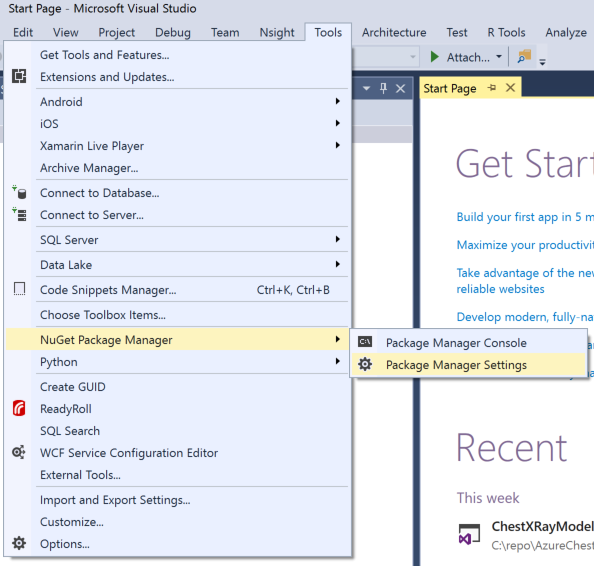 Start Page - Microsoft Visual Studio
Edit View Project Debug Team Nsight Tools Architecture Test R Tools Analyze
Attach...
Get Tools and Features...
Extensions and Updates...
Android
iOS
Xamarin Live Player
Archive Manager...
Connect to Database...
Connect to Server...
SQL Server
Data Lake
Code Snippets Manager... Ctrl+K, Ctrl+B
Choose Toolbox Items...
NuGet Package Manager
Python
Create GUID
ReadyRoll
SQL Search
WCF Service Configuration Editor
External Tools...
Import and Export Settings...
Customize...
Options...
C:\ Package Manager Console
Package Manager Settings
Start Page
Get Start
Build your first app in 5 m
Maximize your productivit
Take advantage of the new
reliable websites
Develop modern, fully-na
Recent
This week
ChestXRayModel
C:\repo\AzureChest